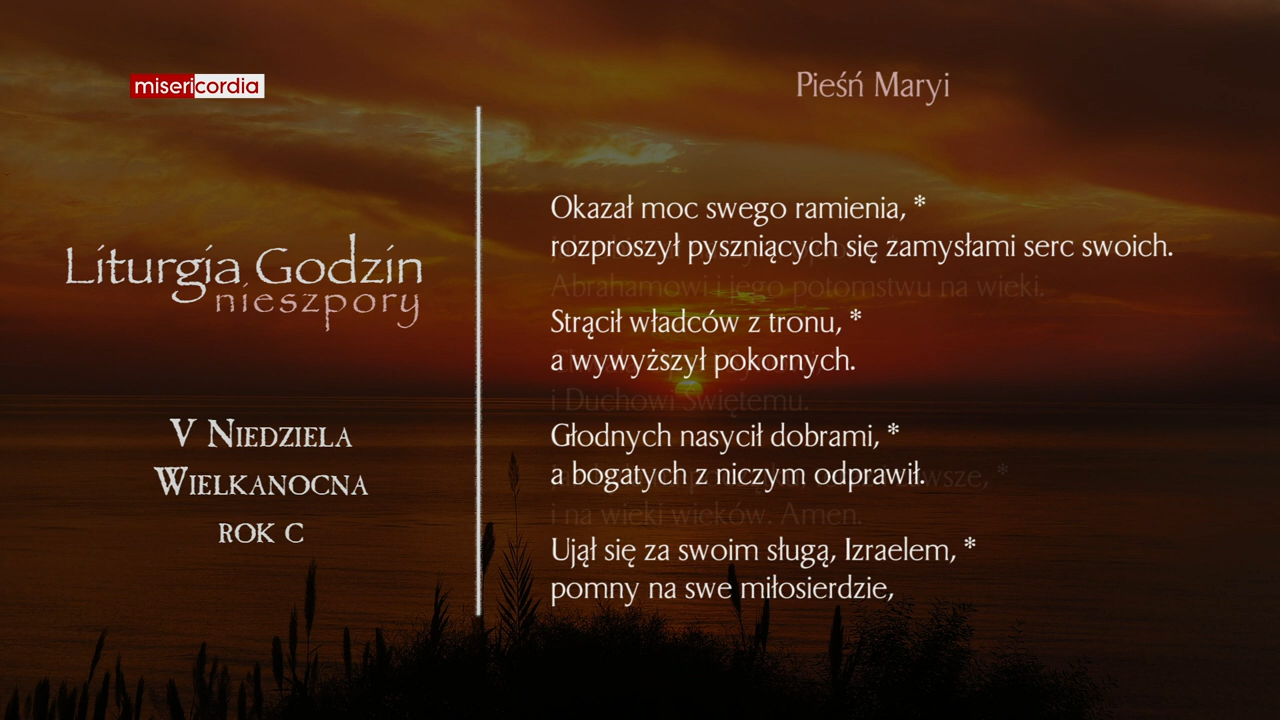 misericordia
Pieśń Maryi
Liturgia Godzin
nieszpory
V Niedziela
Wielkanocna
rok C
Okazał moc swego ramienia, *
rozproszył pyszniących się zamysłami serc swoich.
Abrahamowi i jego potomstwu na wieki.
Strącił władców z tronu, *
a wywyższył pokornych.
i Duchowi Świętemu.
Głodnych nasycił dobrami, *
a bogatych z niczym odprawił.
i na wieki wieków. Amen.
Ujął się za swoim sługą, Izraelem, *
pomny na swe miłosierdzie,